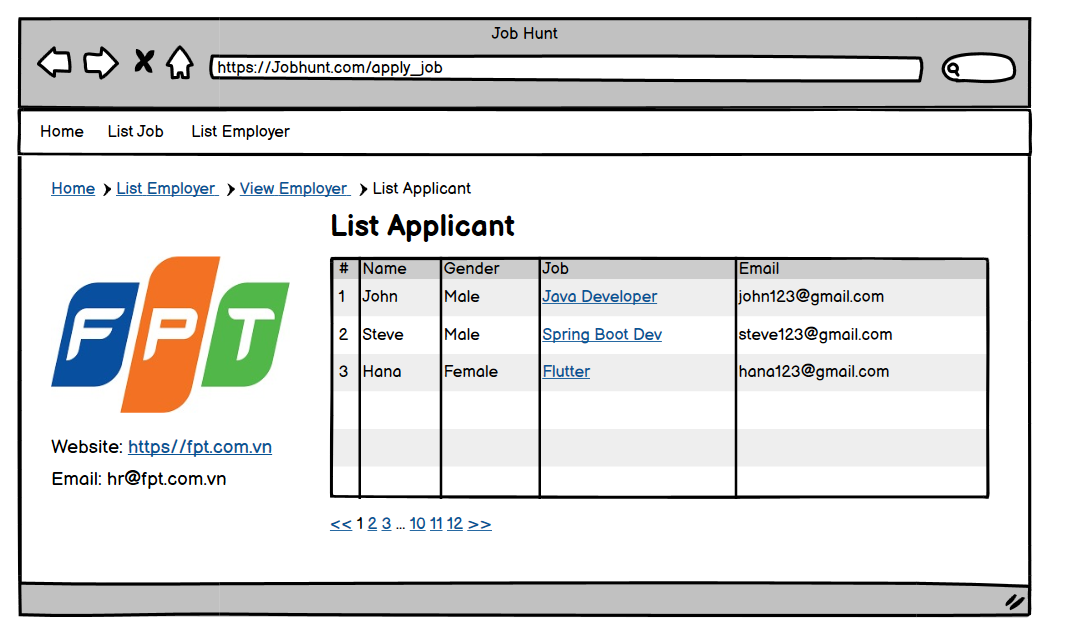 Job Hunt
https://Jobhunt.com/apply_job
Home List Job List Employer
Home List Employer View Employer List Applicant
List Applicant
FPT
Website: https//fpt.com.vn
Email: hr@fpt.com.vn
# Name Gender Job Email
1 John Male Java Developer john123@gmail.com
2 Steve Male Spring Boot Dev steve123@gmail.com
3 Hana Female Flutter hana123@gmail.com
<< 1 2 3 ... 10 11 12 >>